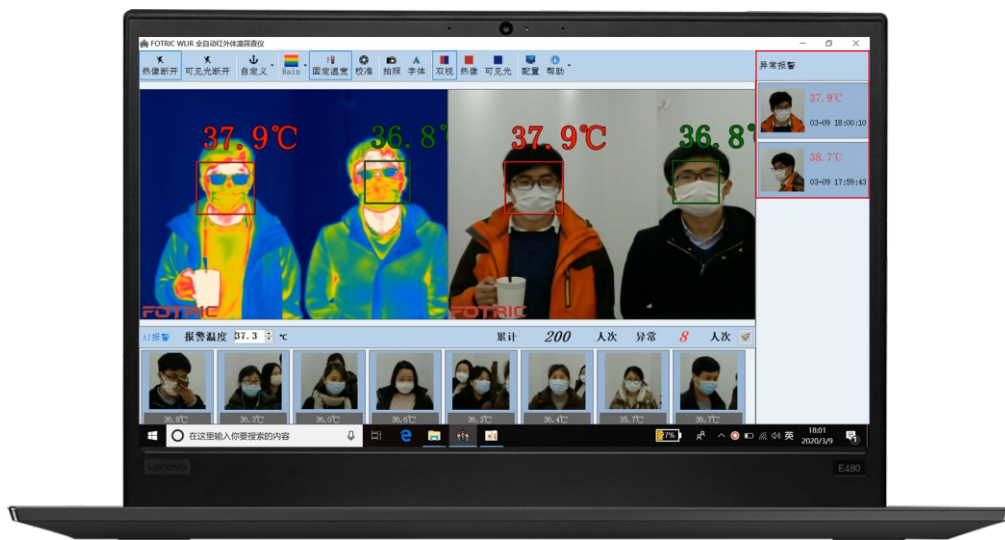 FOTRIC WLIR 全自动红外体温筛查仪
热像断开 可见光断开 自定义 Rain 固定温宽 校准 拍照 字体 双视 热像 可见光 配置 帮助
异常报警
37.9℃
03-09 18:00:10
38.7℃
03-09 17:59:43
37.9℃ 36.8℃ 37.9℃ 36.8°
FOTRIC FOTRIC
AI报警 报警温度 37.3 ℃ 累计 200 人次 异常 8 人次
36.9℃ 36.3℃ 36.0℃ 36.6℃ 36.3℃ 36.4℃ 35.7℃ 36.7℃
在这里输入你要搜索的内容
27% 英 18:01
2020/3/9
Lenovo
E480